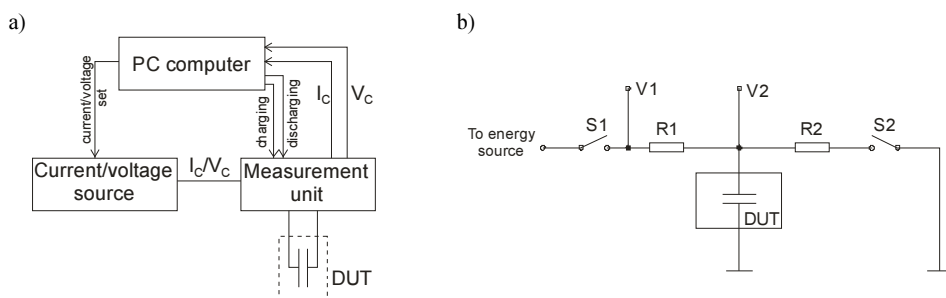 a)
PC computer
current/voltage
set
charging
discharging
I_C
V_C
Current/voltage
source
I_C/V_C
Measurement
unit
DUT
b)
V1
V2
To energy
source
S1
R1
R2
S2
DUT